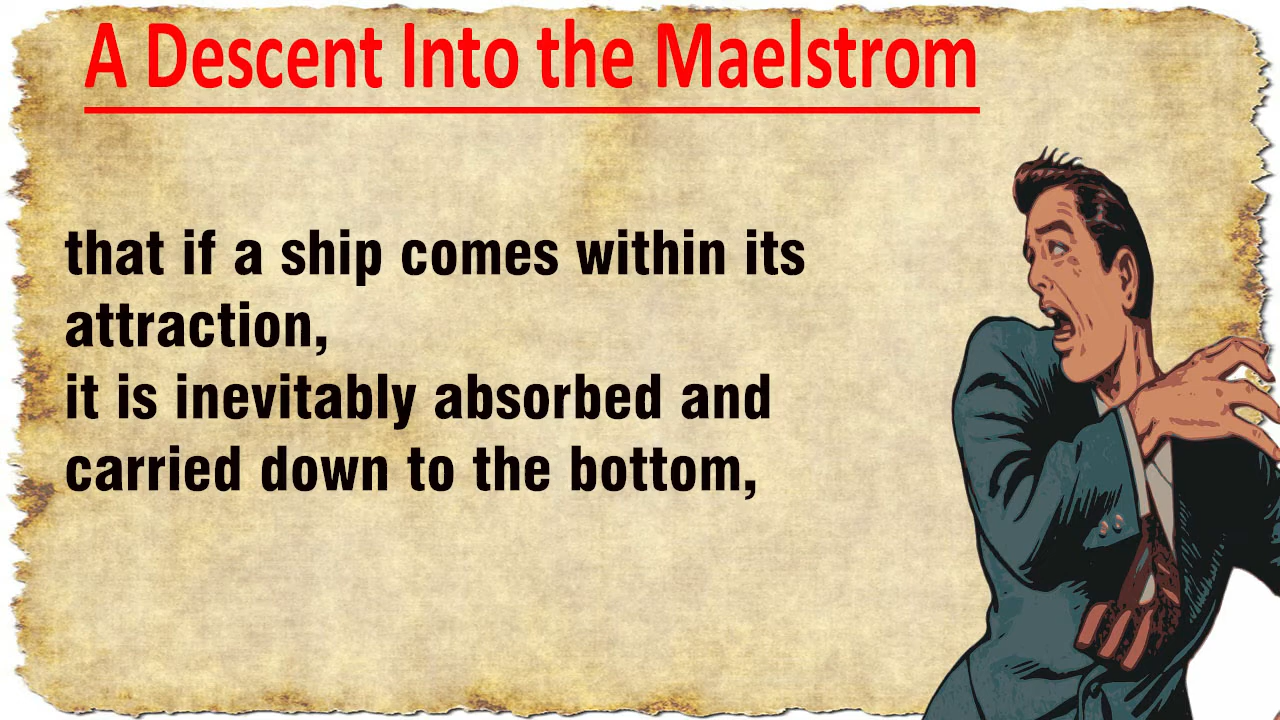 A Descent Into the Maelstrom
that if a ship comes within its
attraction,
it is inevitably absorbed and
carried down to the bottom,